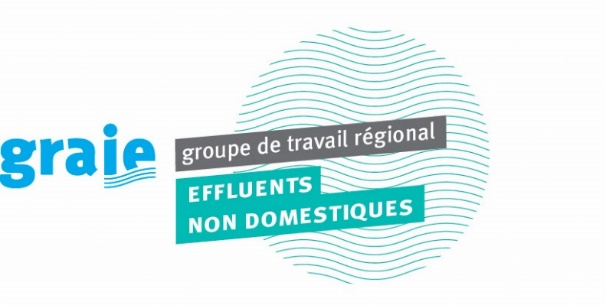 graie
groupe de travail régional
EFFLUENTS
NON DOMESTIQUES